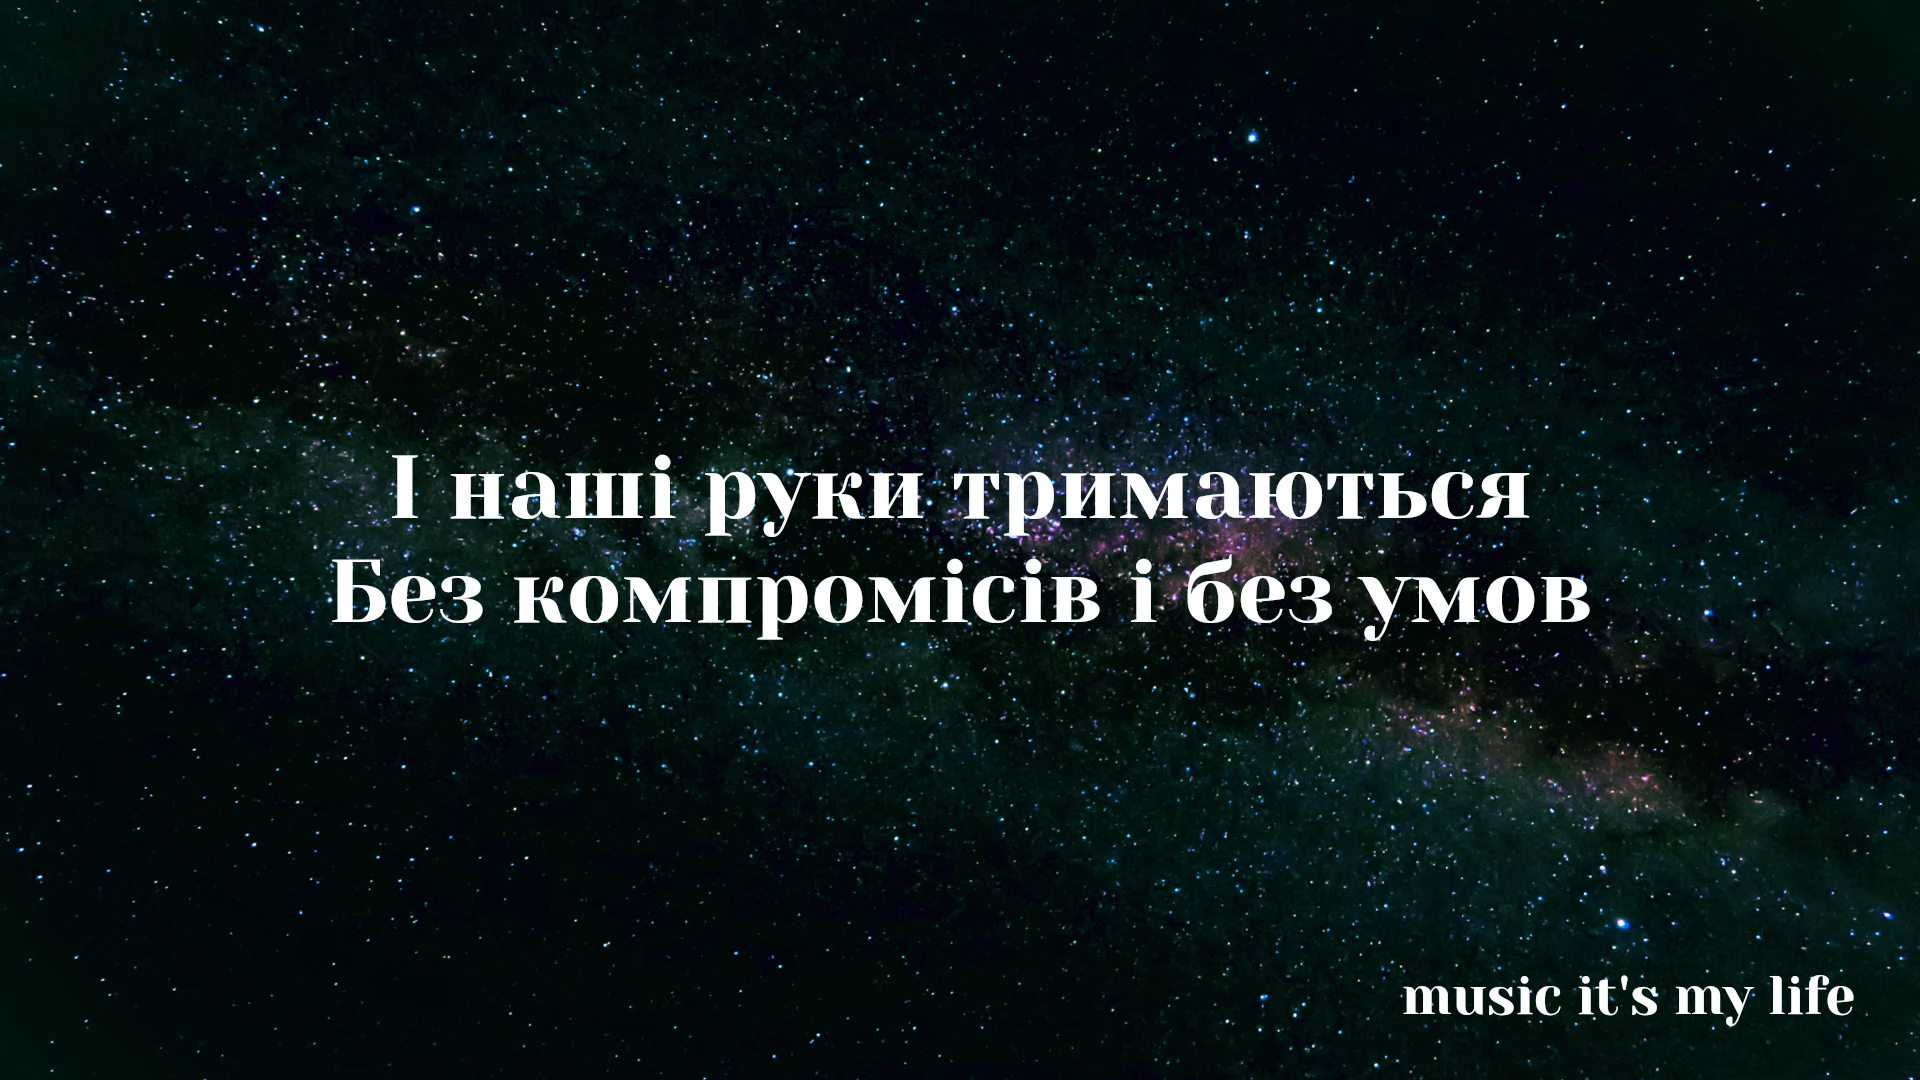 І наші руки тримаються
Без компромісів і без умов
music it's my life